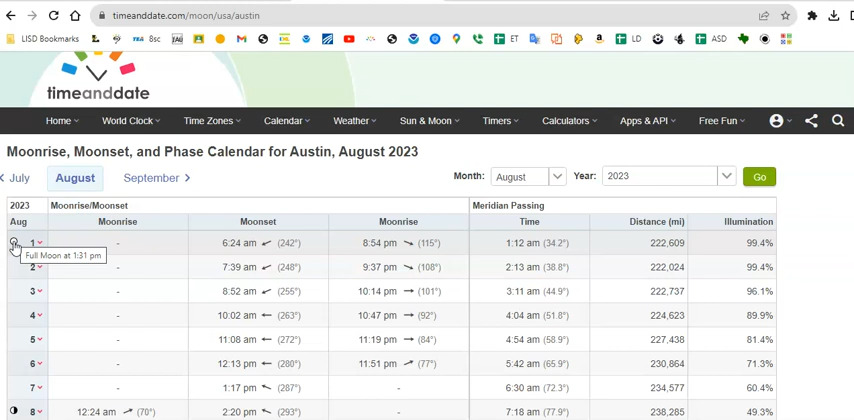 timeanddate.com/moon/usa/austin
LISD Bookmarks 8sc ET LD ASD
timeanddate
Home World Clock Time Zones Calendar Weather Sun & Moon Timers Calculators Apps & API Free Fun
Moonrise, Moonset, and Phase Calendar for Austin, August 2023
July August September Month: August Year: 2023 Go
2023 Moonrise/Moonset Meridian Passing
Aug Moonrise Moonset Moonrise Time Distance (mi) Illumination
1 - 6:24 am (242°) 8:54 pm (115°) 1:12 am (34.2°) 222,609 99.4%
Full Moon at 1:31 pm
2 - 7:39 am (248°) 9:37 pm (108°) 2:13 am (38.8°) 222,024 99.4%
3 - 8:52 am (255°) 10:14 pm (101°) 3:11 am (44.9°) 222,737 96.1%
4 - 10:02 am (263°) 10:47 pm (92°) 4:04 am (51.8°) 224,623 89.9%
5 - 11:08 am (272°) 11:19 pm (84°) 4:54 am (58.9°) 227,438 81.4%
6 - 12:13 pm (280°) 11:51 pm (77°) 5:42 am (65.9°) 230,864 71.3%
7 - 1:17 pm (287°) - 6:30 am (72.3°) 234,577 60.4%
8 12:24 am (70°) 2:20 pm (293°) - 7:18 am (77.9°) 238,285 49.3%